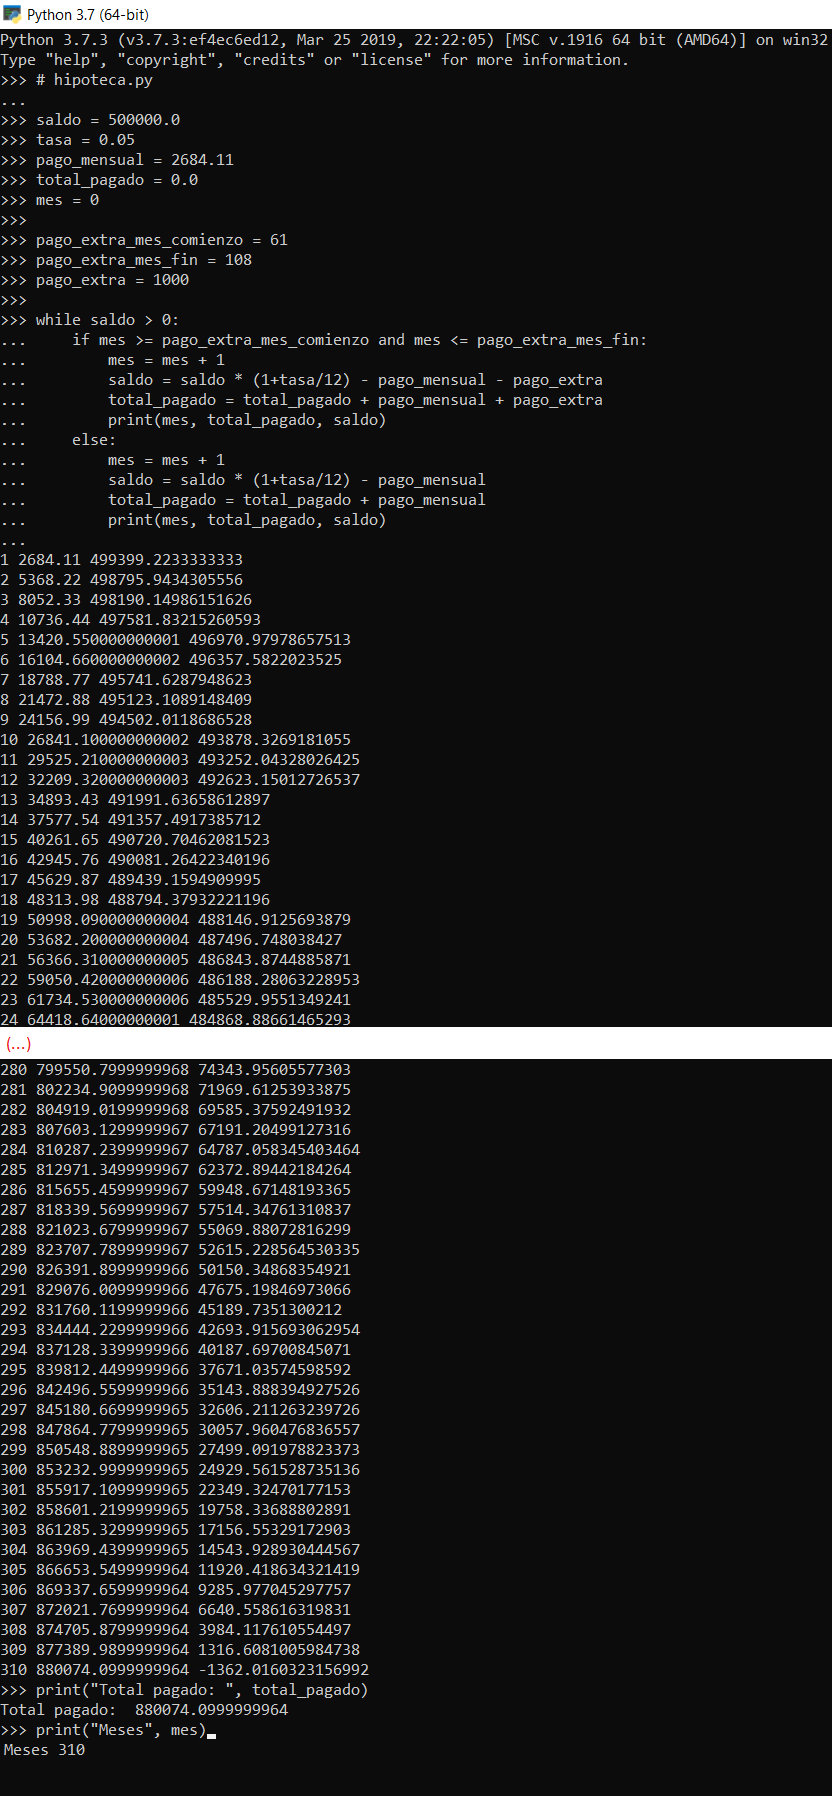 Python 3.7 (64-bit)
Python 3.7.3 (v3.7.3:ef4ec6ed12, Mar 25 2019, 22:22:05) [MSC v.1916 64 bit (AMD64)] on win32
Type "help", "copyright", "credits" or "license" for more information.
>>> # hipoteca.py
...
>>> saldo = 500000.0
>>> tasa = 0.05
>>> pago_mensual = 2684.11
>>> total_pagado = 0.0
>>> mes = 0
>>>
>>> pago_extra_mes_comienzo = 61
>>> pago_extra_mes_fin = 108
>>> pago_extra = 1000
>>>
>>> while saldo > 0:
...     if mes >= pago_extra_mes_comienzo and mes <= pago_extra_mes_fin:
...         mes = mes + 1
...         saldo = saldo * (1+tasa/12) - pago_mensual - pago_extra
...         total_pagado = total_pagado + pago_mensual + pago_extra
...         print(mes, total_pagado, saldo)
...     else:
...         mes = mes + 1
...         saldo = saldo * (1+tasa/12) - pago_mensual
...         total_pagado = total_pagado + pago_mensual
...         print(mes, total_pagado, saldo)
...
1 2684.11 499399.2233333333
2 5368.22 498795.9434305556
3 8052.33 498190.14986151626
4 10736.44 497581.83215260593
5 13420.550000000001 496970.97978657513
6 16104.660000000002 496357.5822023525
7 18788.77 495741.6287948623
8 21472.88 495123.1089148409
9 24156.99 494502.0118686528
10 26841.100000000002 493878.3269181055
11 29525.210000000003 493252.04328026425
12 32209.320000000003 492623.15012726537
13 34893.43 491991.63658612897
14 37577.54 491357.4917385712
15 40261.65 490720.70462081523
16 42945.76 490081.26422340196
17 45629.87 489439.1594909995
18 48313.98 488794.37932221196
19 50998.090000000004 488146.9125693879
20 53682.200000000004 487496.748038427
21 56366.310000000005 486843.8744885871
22 59050.420000000006 486188.28063228953
23 61734.530000000006 485529.9551349241
24 64418.64000000001 484868.88661465293
(...)
280 799550.7999999968 74343.95605577303
281 802234.9099999968 71969.61253933875
282 804919.0199999968 69585.37592491932
283 807603.1299999967 67191.20499127316
284 810287.2399999967 64787.058345403464
285 812971.3499999967 62372.89442184264
286 815655.4599999967 59948.67148193365
287 818339.5699999967 57514.34761310837
288 821023.6799999967 55069.88072816299
289 823707.7899999967 52615.228564530335
290 826391.8999999966 50150.34868354921
291 829076.0099999966 47675.19846973066
292 831760.1199999966 45189.7351300212
293 834444.2299999966 42693.915693062954
294 837128.3399999966 40187.69700845071
295 839812.4499999966 37671.03574598592
296 842496.5599999966 35143.888394927526
297 845180.6699999965 32606.211263239726
298 847864.7799999965 30057.960476836557
299 850548.8899999965 27499.091978823373
300 853232.9999999965 24929.561528735136
301 855917.1099999965 22349.32470177153
302 858601.2199999965 19758.33688802891
303 861285.3299999965 17156.55329172903
304 863969.4399999965 14543.928930444567
305 866653.5499999964 11920.418634321419
306 869337.6599999964 9285.977045297757
307 872021.7699999964 6640.558616319831
308 874705.8799999964 3984.117610554497
309 877389.9899999964 1316.6081005984738
310 880074.0999999964 -1362.0160323156992
>>> print("Total pagado: ", total_pagado)
Total pagado:  880074.0999999964
>>> print("Meses", mes)
Meses 310